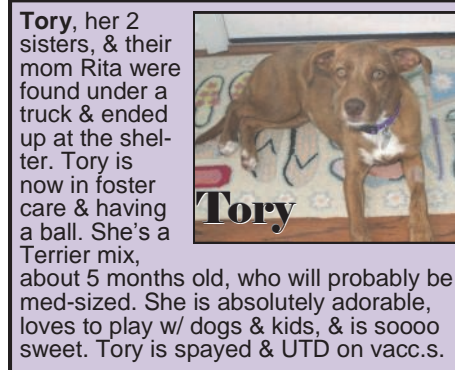 Tory, her 2
sisters, & their
mom Rita were
found under a
truck & ended
up at the shel-
ter. Tory is
now in foster
care & having
a ball. She's a
Terrier mix,
about 5 months old, who will probably be
med-sized. She is absolutely adorable,
loves to play w/ dogs & kids, & is soooo
sweet. Tory is spayed & UTD on vacc.s.
Tory